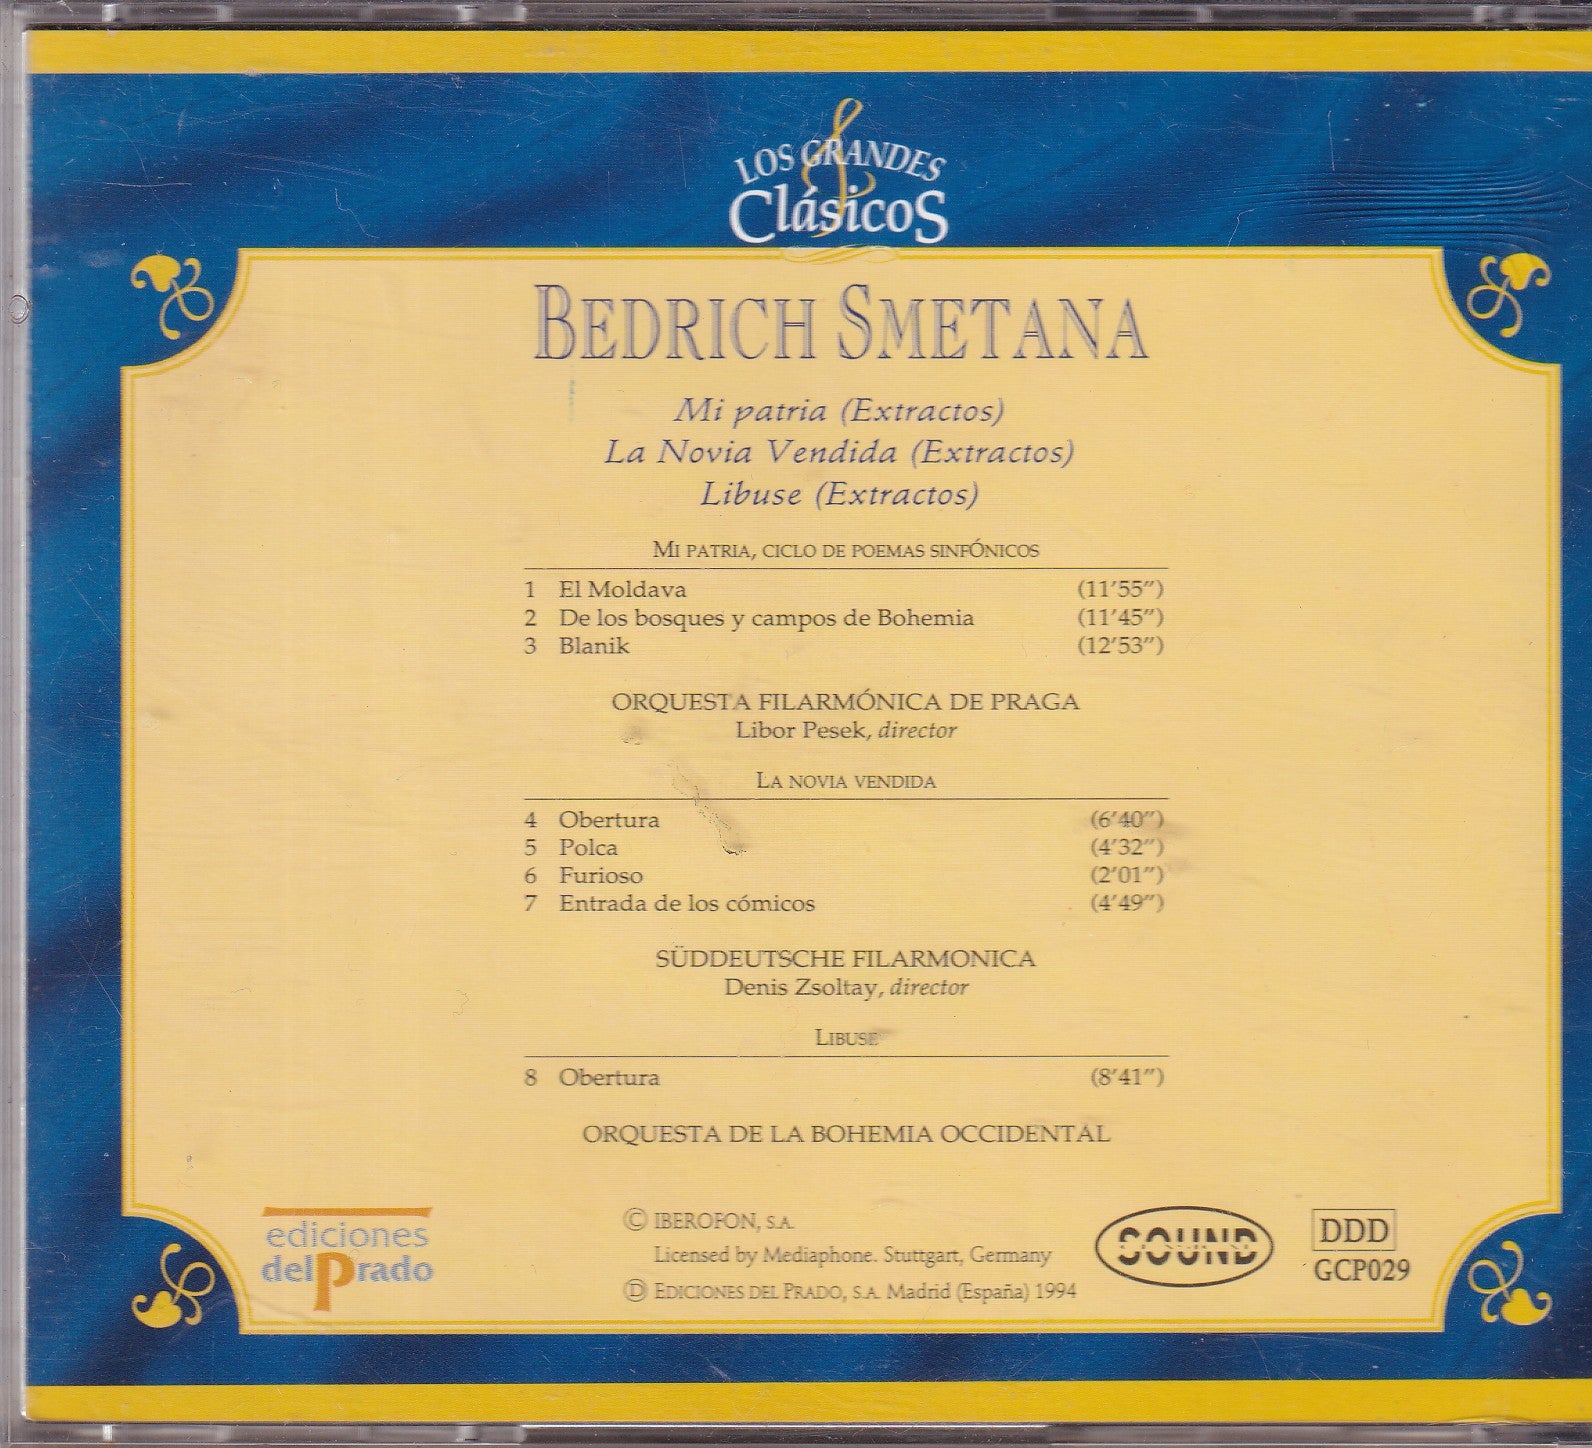 LOS GRANDES
Clásicos
BEDRICH SMETANA
Mi patria (Extractos)
La Novia Vendida (Extractos)
Libuse (Extractos)
MI PATRIA, CICLO DE POEMAS SINFÓNICOS
1 El Moldava (11'55")
2 De los bosques y campos de Bohemia (11'45")
3 Blanik (12'53")
ORQUESTA FILARMÓNICA DE PRAGA
Libor Pesek, director
LA NOVIA VENDIDA
4 Obertura (6'40")
5 Polca (4'32")
6 Furioso (2'01")
7 Entrada de los cómicos (4'49")
SÜDDEUTSCHE FILARMONICA
Denis Zsoltay, director
LIBUSE
8 Obertura (8'41")
ORQUESTA DE LA BOHEMIA OCCIDENTAL
ediciones
delPrado
© IBEROFON, S.A.
Licensed by Mediaphone. Stuttgart, Germany
Ⓓ EDICIONES DEL PRADO, S.A. Madrid (España) 1994
SOUND
DDD
GCP029